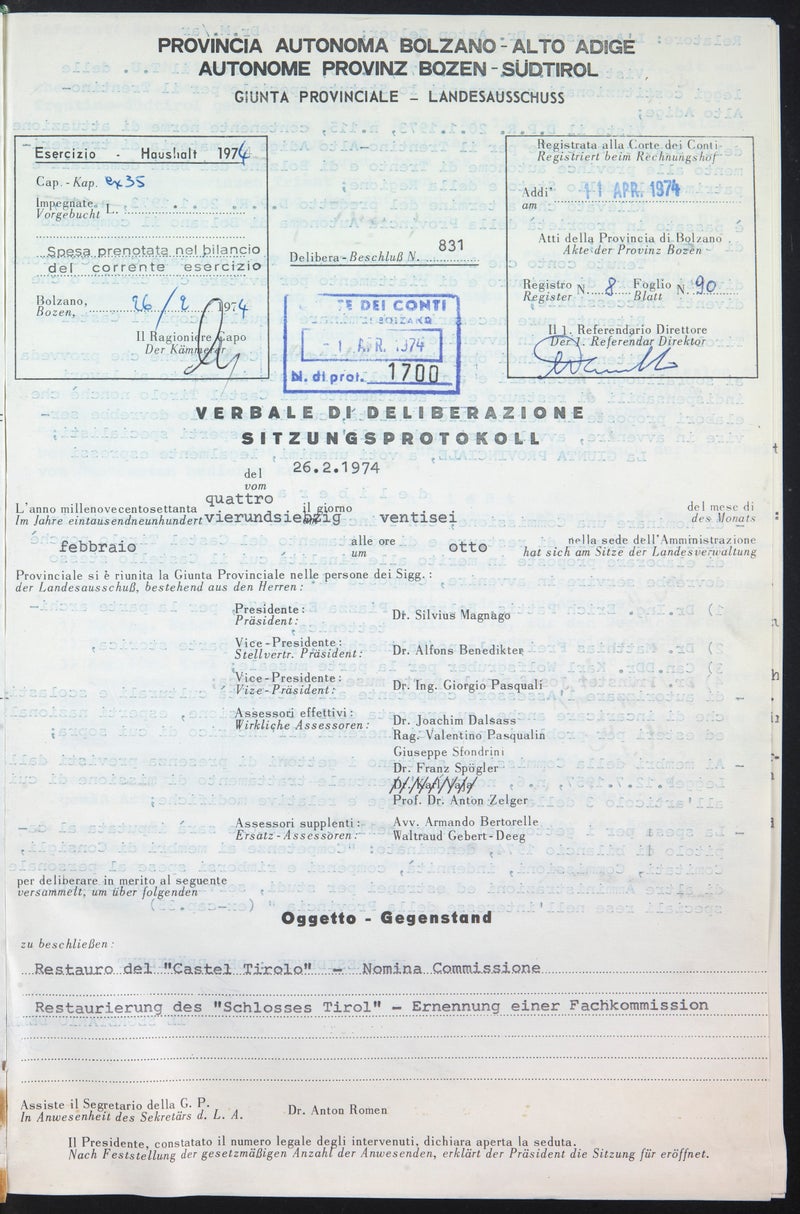 PROVINCIA AUTONOMA BOLZANO - ALTO ADIGE
AUTONOME PROVINZ BOZEN - SÜDTIROL
GIUNTA PROVINCIALE – LANDESAUSSCHUSS
Esercizio - Haushalt 1974
Cap. - Kap. ex 35
Impegnate
Vorgebucht L.
Spesa prenotata nel bilancio
del corrente esercizio
Bolzano,
Bozen, 26/2 1974
Il Ragioniere Capo
Der Kämmerer
Delibera - Beschluß N. 831
TE DEI CONTI
DI BOLZANO
- 1 APR. 1974
N. di prot. 1700
Registrata alla Corte dei Conti
Registriert beim Rechnungshof
Addì
am 11 APR. 1974
Atti della Provincia di Bolzano
Akte der Provinz Bozen
Registro N. 8 Foglio N. 90
Register Blatt
Il 1. Referendario Direttore
Der 1. Referendar Direktor
VERBALE DI DELIBERAZIONE
SITZUNGSPROTOKOLL
del 26.2.1974
vom
L'anno millenovecentosettanta quattro il giorno ventisei del mese di
Im Jahre eintausendneunhundert vierundsiebzig des Monats
febbraio alle ore otto nella sede dell'Amministrazione
um hat sich am Sitze der Landesverwaltung
Provinciale si è riunita la Giunta Provinciale nelle persone dei Sigg. :
der Landesausschuß, bestehend aus den Herren :
Presidente :
Präsident : Dr. Silvius Magnago
Vice - Presidente :
Stellvertr. Präsident : Dr. Alfons Benedikter
Vice - Presidente :
Vize - Präsident : Dr. Ing. Giorgio Pasquali
Assessori effettivi :
Wirkliche Assessoren : Dr. Joachim Dalsass
Rag. Valentino Pasqualin
Giuseppe Sfondrini
Dr. Franz Spögler
Prof. Dr. Anton Zelger
Assessori supplenti : Avv. Armando Bertorelle
Ersatz - Assessoren : Waltraud Gebert - Deeg
per deliberare in merito al seguente
versammelt, um über folgenden
Oggetto - Gegenstand
zu beschließen :
Restauro del "Castel Tirolo" – Nomina Commissione
Restaurierung des "Schlosses Tirol" – Ernennung einer Fachkommission
Assiste il Segretario della G. P.
In Anwesenheit des Sekretärs d. L. A. Dr. Anton Romen
Il Presidente, constatato il numero legale degli intervenuti, dichiara aperta la seduta.
Nach Feststellung der gesetzmäßigen Anzahl der Anwesenden, erklärt der Präsident die Sitzung für eröffnet.